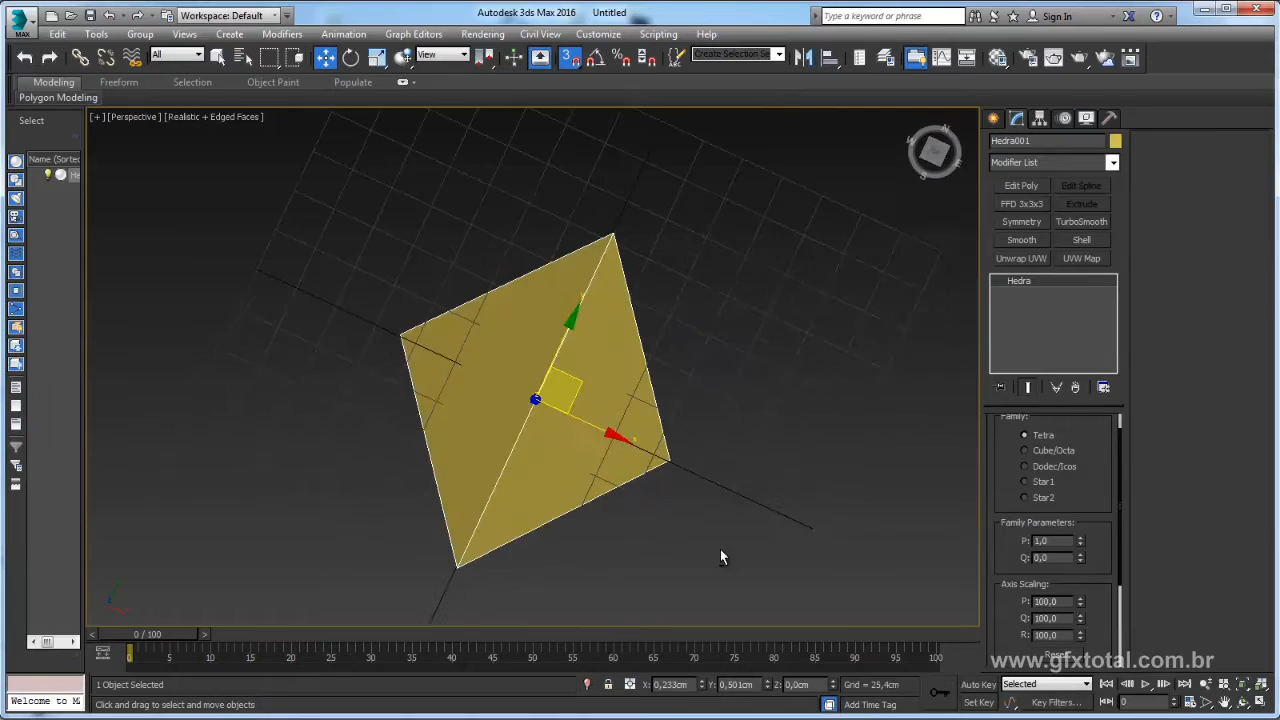 Workspace: Default
Autodesk 3ds Max 2016 Untitled
Type a keyword or phrase
Sign In
MAX
Edit Tools Group Views Create Modifiers Animation Graph Editors Rendering Civil View Customize Scripting Help
All
View
3
Create Selection Se
Modeling Freeform Selection Object Paint Populate
Polygon Modeling
Select
[+] [Perspective] [Realistic + Edged Faces]
Hedra001
Name (Sorted
Modifier List
He
Edit Poly Edit Spline
FFD 3x3x3 Extrude
Symmetry TurboSmooth
Smooth Shell
Unwrap UVW UVW Map
Hedra
Family:
Tetra
Cube/Octa
Dodec/Icos
Star1
Star2
Family Parameters:
P: 1,0
Q: 0,0
Axis Scaling:
P: 100,0
Q: 100,0
R: 100,0
Reset
www.gfxtotal.com.br
0 / 100
0 5 10 15 20 25 30 35 40 45 50 55 60 65 70 75 80 85 90 95 100
1 Object Selected
X: 0,233cm Y: 0,501cm Z: 0,0cm Grid = 25,4cm
Auto Key Selected
Welcome to M
Click and drag to select and move objects
Add Time Tag
Set Key Key Filters... 0